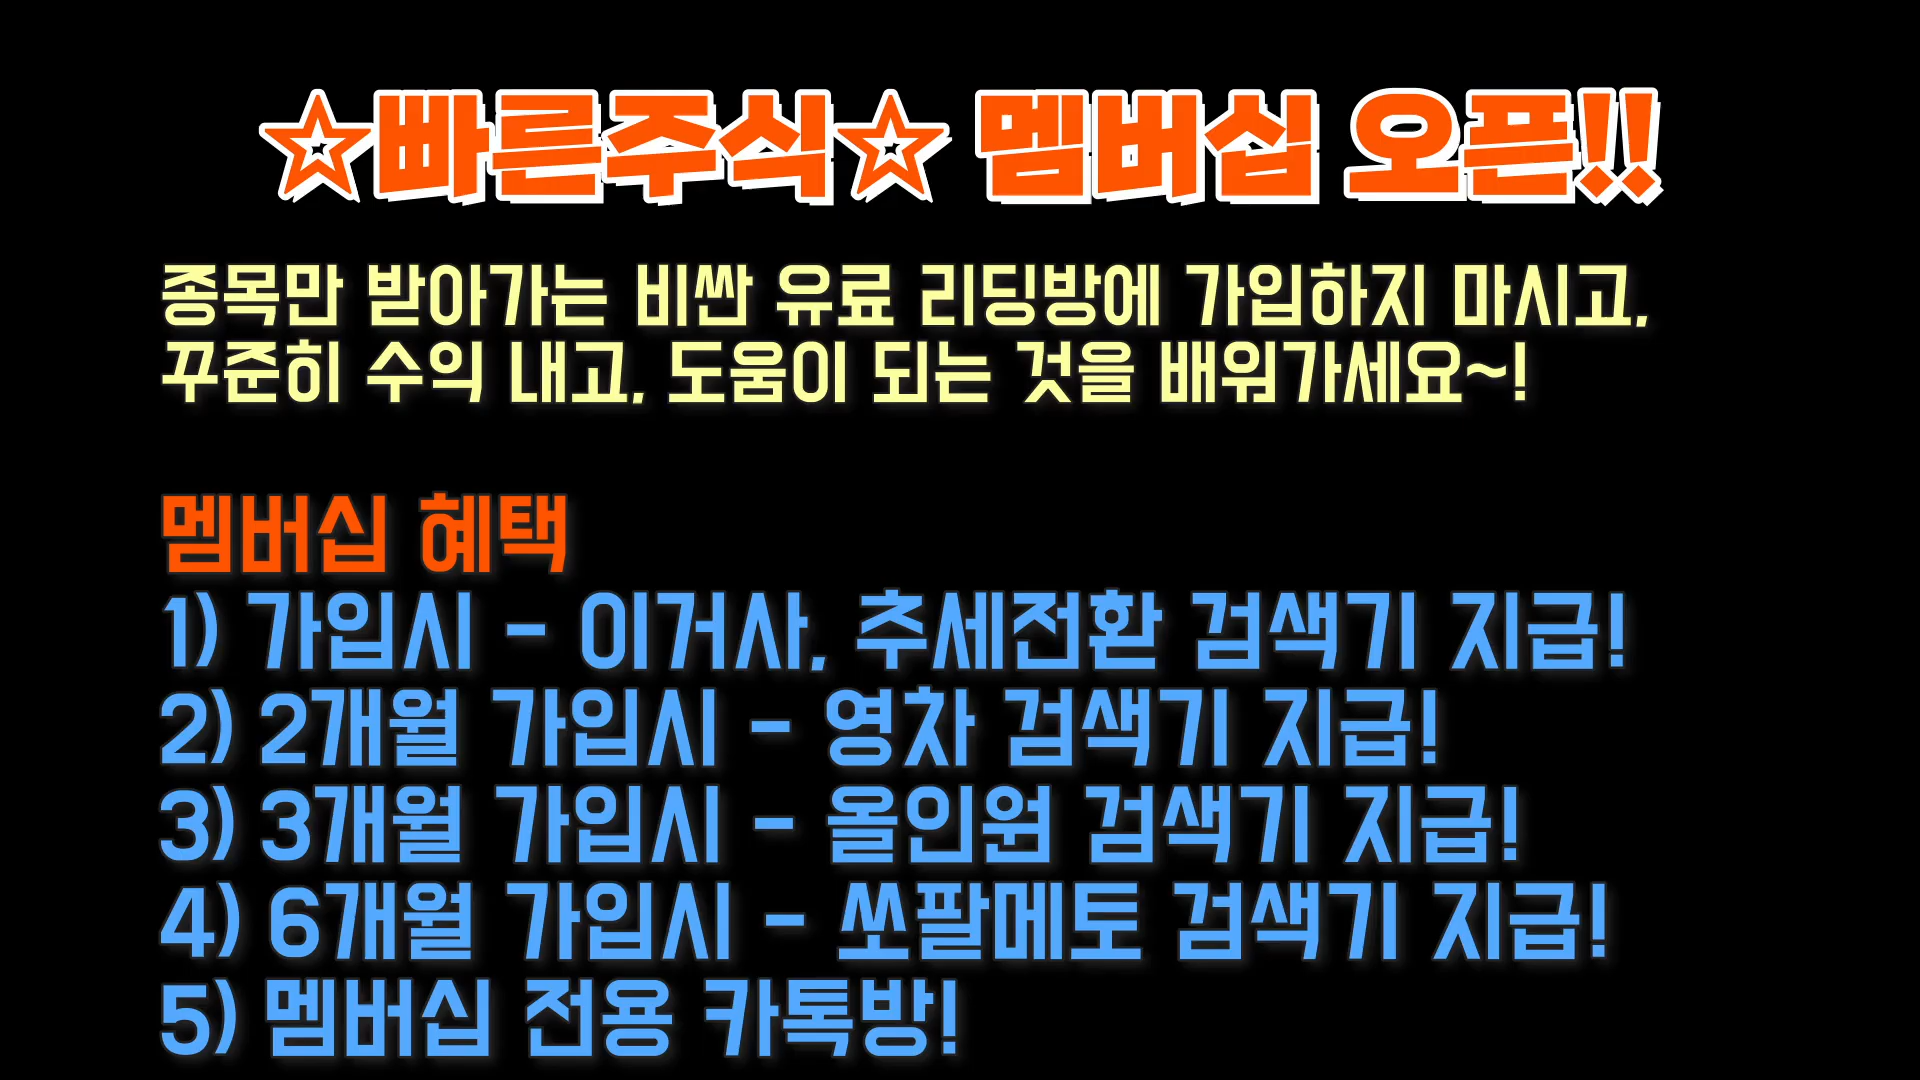 ☆빠른주식☆ 멤버십 오픈!!
종목만 받아가는 비싼 유료 리딩방에 가입하지 마시고,
꾸준히 수익 내고, 도움이 되는 것을 배워가세요~!
멤버십 혜택
1) 가입시 - 이거사, 추세전환 검색기 지급!
2) 2개월 가입시 - 영차 검색기 지급!
3) 3개월 가입시 - 올인원 검색기 지급!
4) 6개월 가입시 - 쏘팔메토 검색기 지급!
5) 멤버십 전용 카톡방!